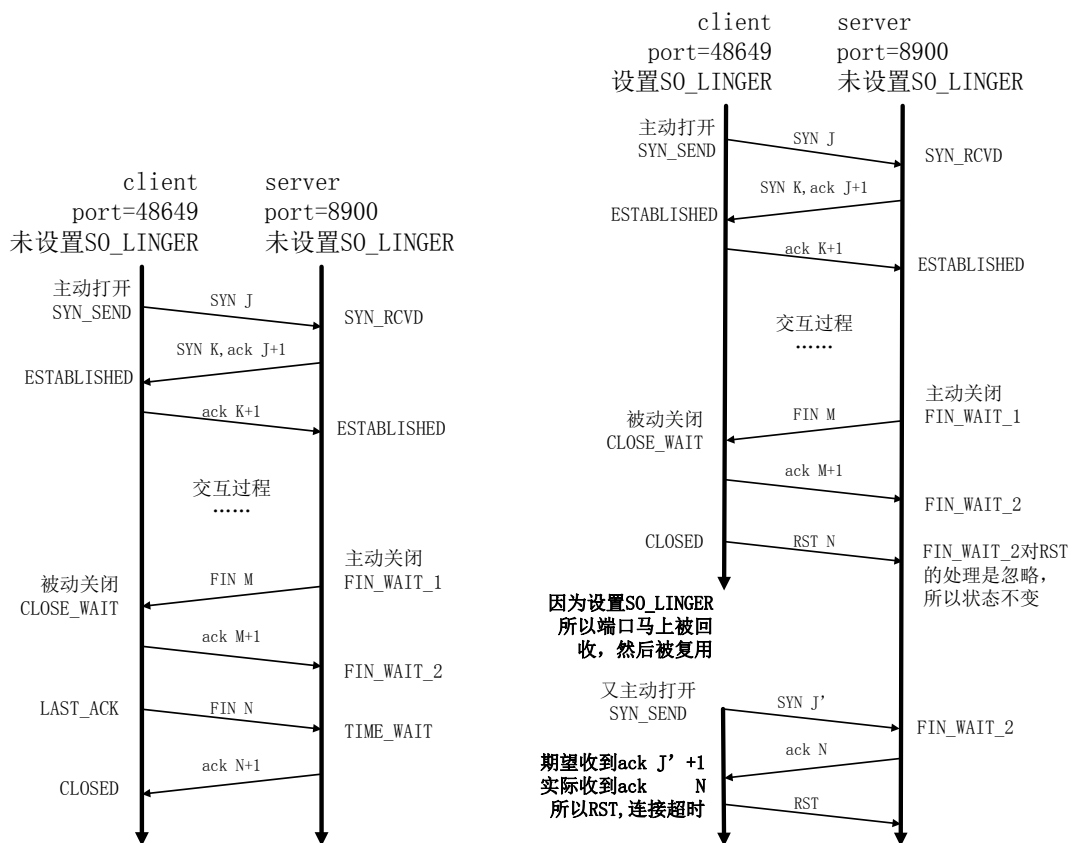 client server
port=48649 port=8900
未设置SO_LINGER 未设置SO_LINGER
主动打开
SYN_SEND
SYN J
SYN_RCVD
SYN K,ack J+1
ESTABLISHED
ack K+1
ESTABLISHED
交互过程
……
主动关闭
FIN_WAIT_1
FIN M
被动关闭
CLOSE_WAIT
ack M+1
FIN_WAIT_2
LAST_ACK
FIN N
TIME_WAIT
ack N+1
CLOSED
client server
port=48649 port=8900
设置SO_LINGER 未设置SO_LINGER
主动打开
SYN_SEND
SYN J
SYN_RCVD
SYN K,ack J+1
ESTABLISHED
ack K+1
ESTABLISHED
交互过程
……
主动关闭
FIN_WAIT_1
FIN M
被动关闭
CLOSE_WAIT
ack M+1
FIN_WAIT_2
CLOSED
RST N
FIN_WAIT_2对RST
的处理是忽略,
所以状态不变
因为设置SO_LINGER
所以端口马上被回
收，然后被复用
又主动打开
SYN_SEND
SYN J’
FIN_WAIT_2
ack N
期望收到ack J’+1
实际收到ack N
所以RST,连接超时
RST